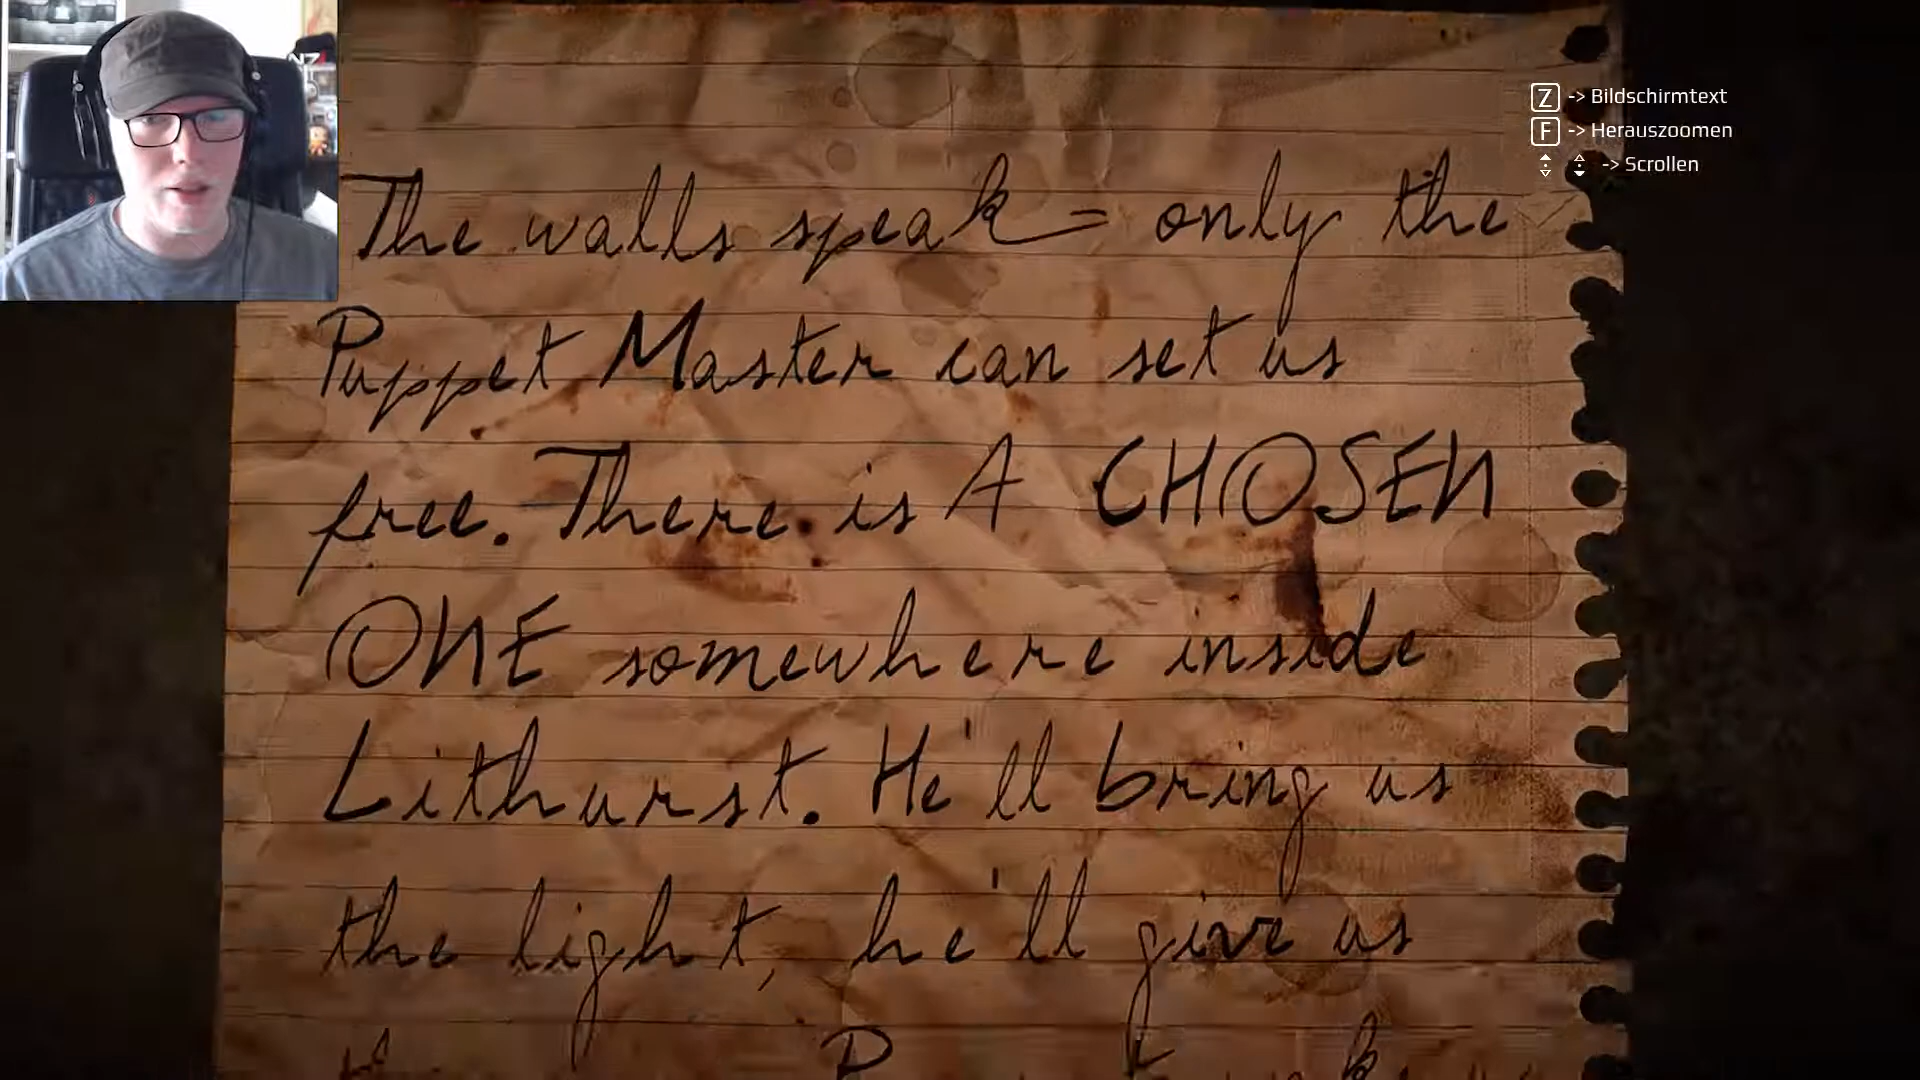 N7
Z -> Bildschirmtext
F -> Herauszoomen
-> Scrollen
The walls speak = only the
Puppet Master can set us
free. There is A CHOSEN
ONE somewhere inside
Lithurst. He'll bring us
the light, he'll give us